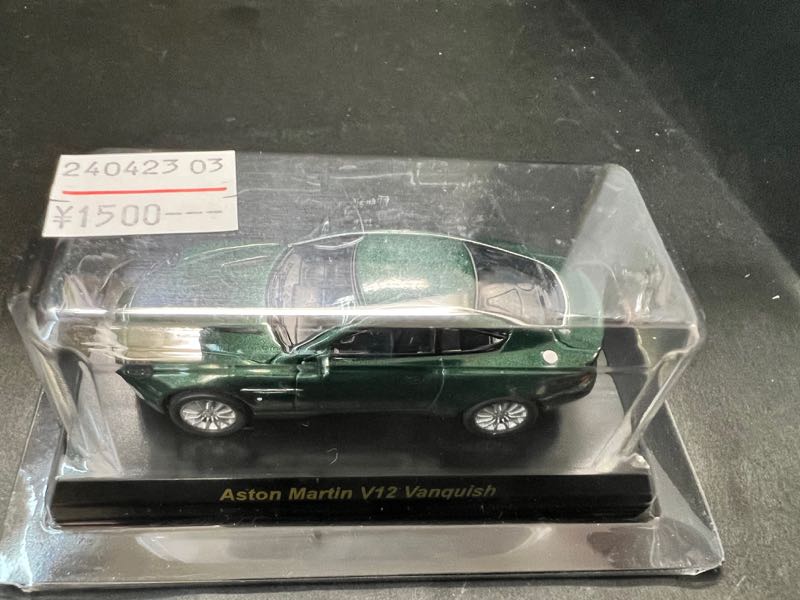 240423 03
¥1500---
Aston Martin V12 Vanquish